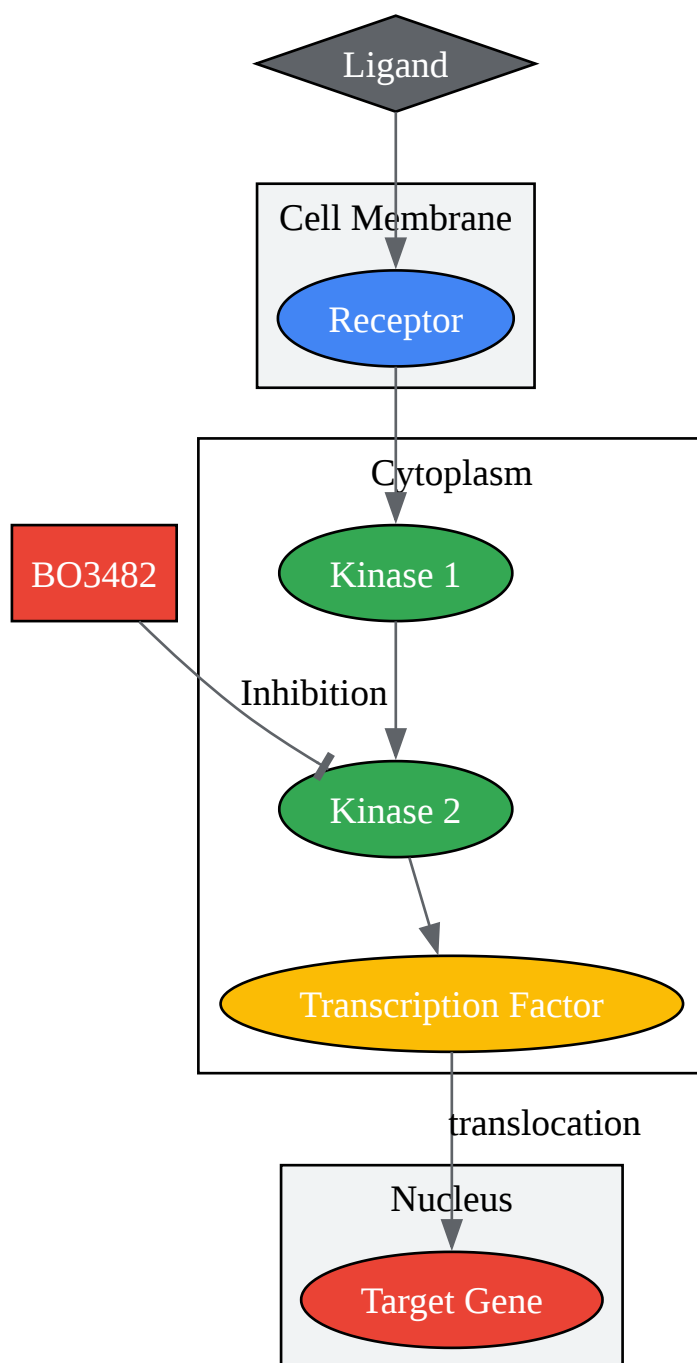 Ligand
Cell Membrane
Receptor
Cytoplasm
BO3482
Kinase 1
Inhibition
Kinase 2
Transcription Factor
translocation
Nucleus
Target Gene